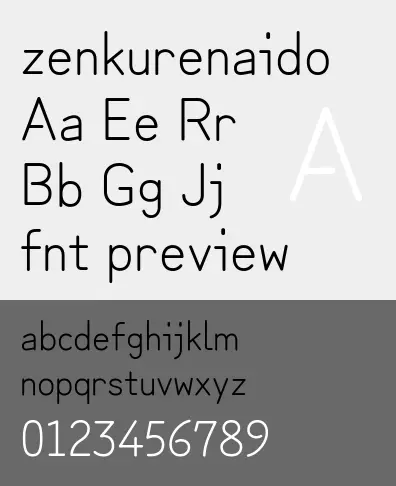 zenkurenaido
Aa Ee Rr
A
Bb Gg Jj
fnt preview
abcdefghijklm
nopqrstuvwxyz
0123456789